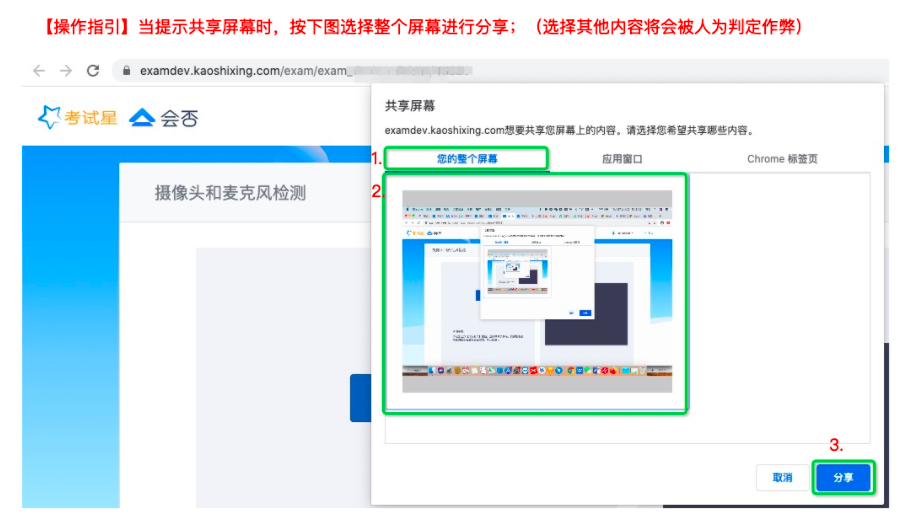 【操作指引】当提示共享屏幕时，按下图选择整个屏幕进行分享；（选择其他内容将会被人为判定作弊）
examdev.kaoshixing.com/exam/exam_
考试星 会否
共享屏幕
examdev.kaoshixing.com想要共享您屏幕上的内容。请选择您希望共享哪些内容。
1. 您的整个屏幕 应用窗口 Chrome 标签页
摄像头和麦克风检测
2.
3.
取消 分享